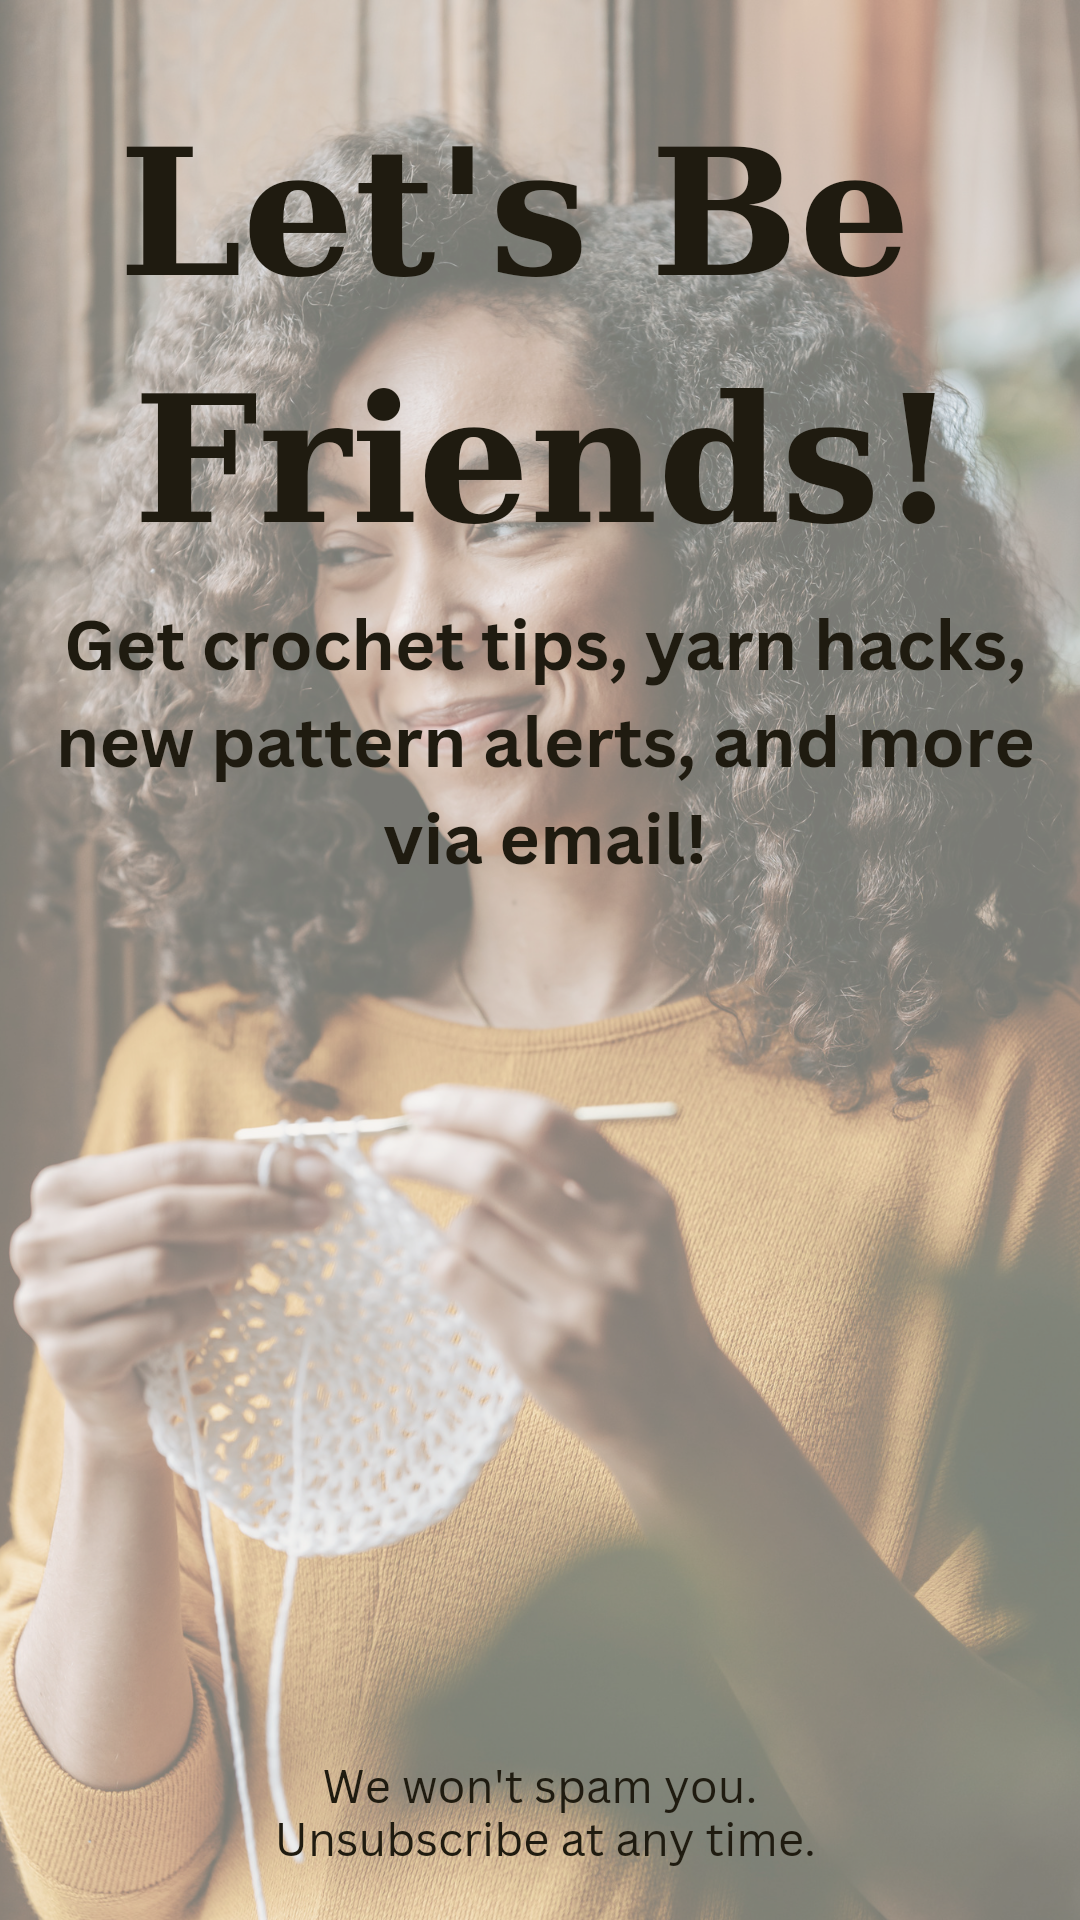 Let's Be
Friends!
Get crochet tips, yarn hacks,
new pattern alerts, and more
via email!
We won't spam you.
Unsubscribe at any time.